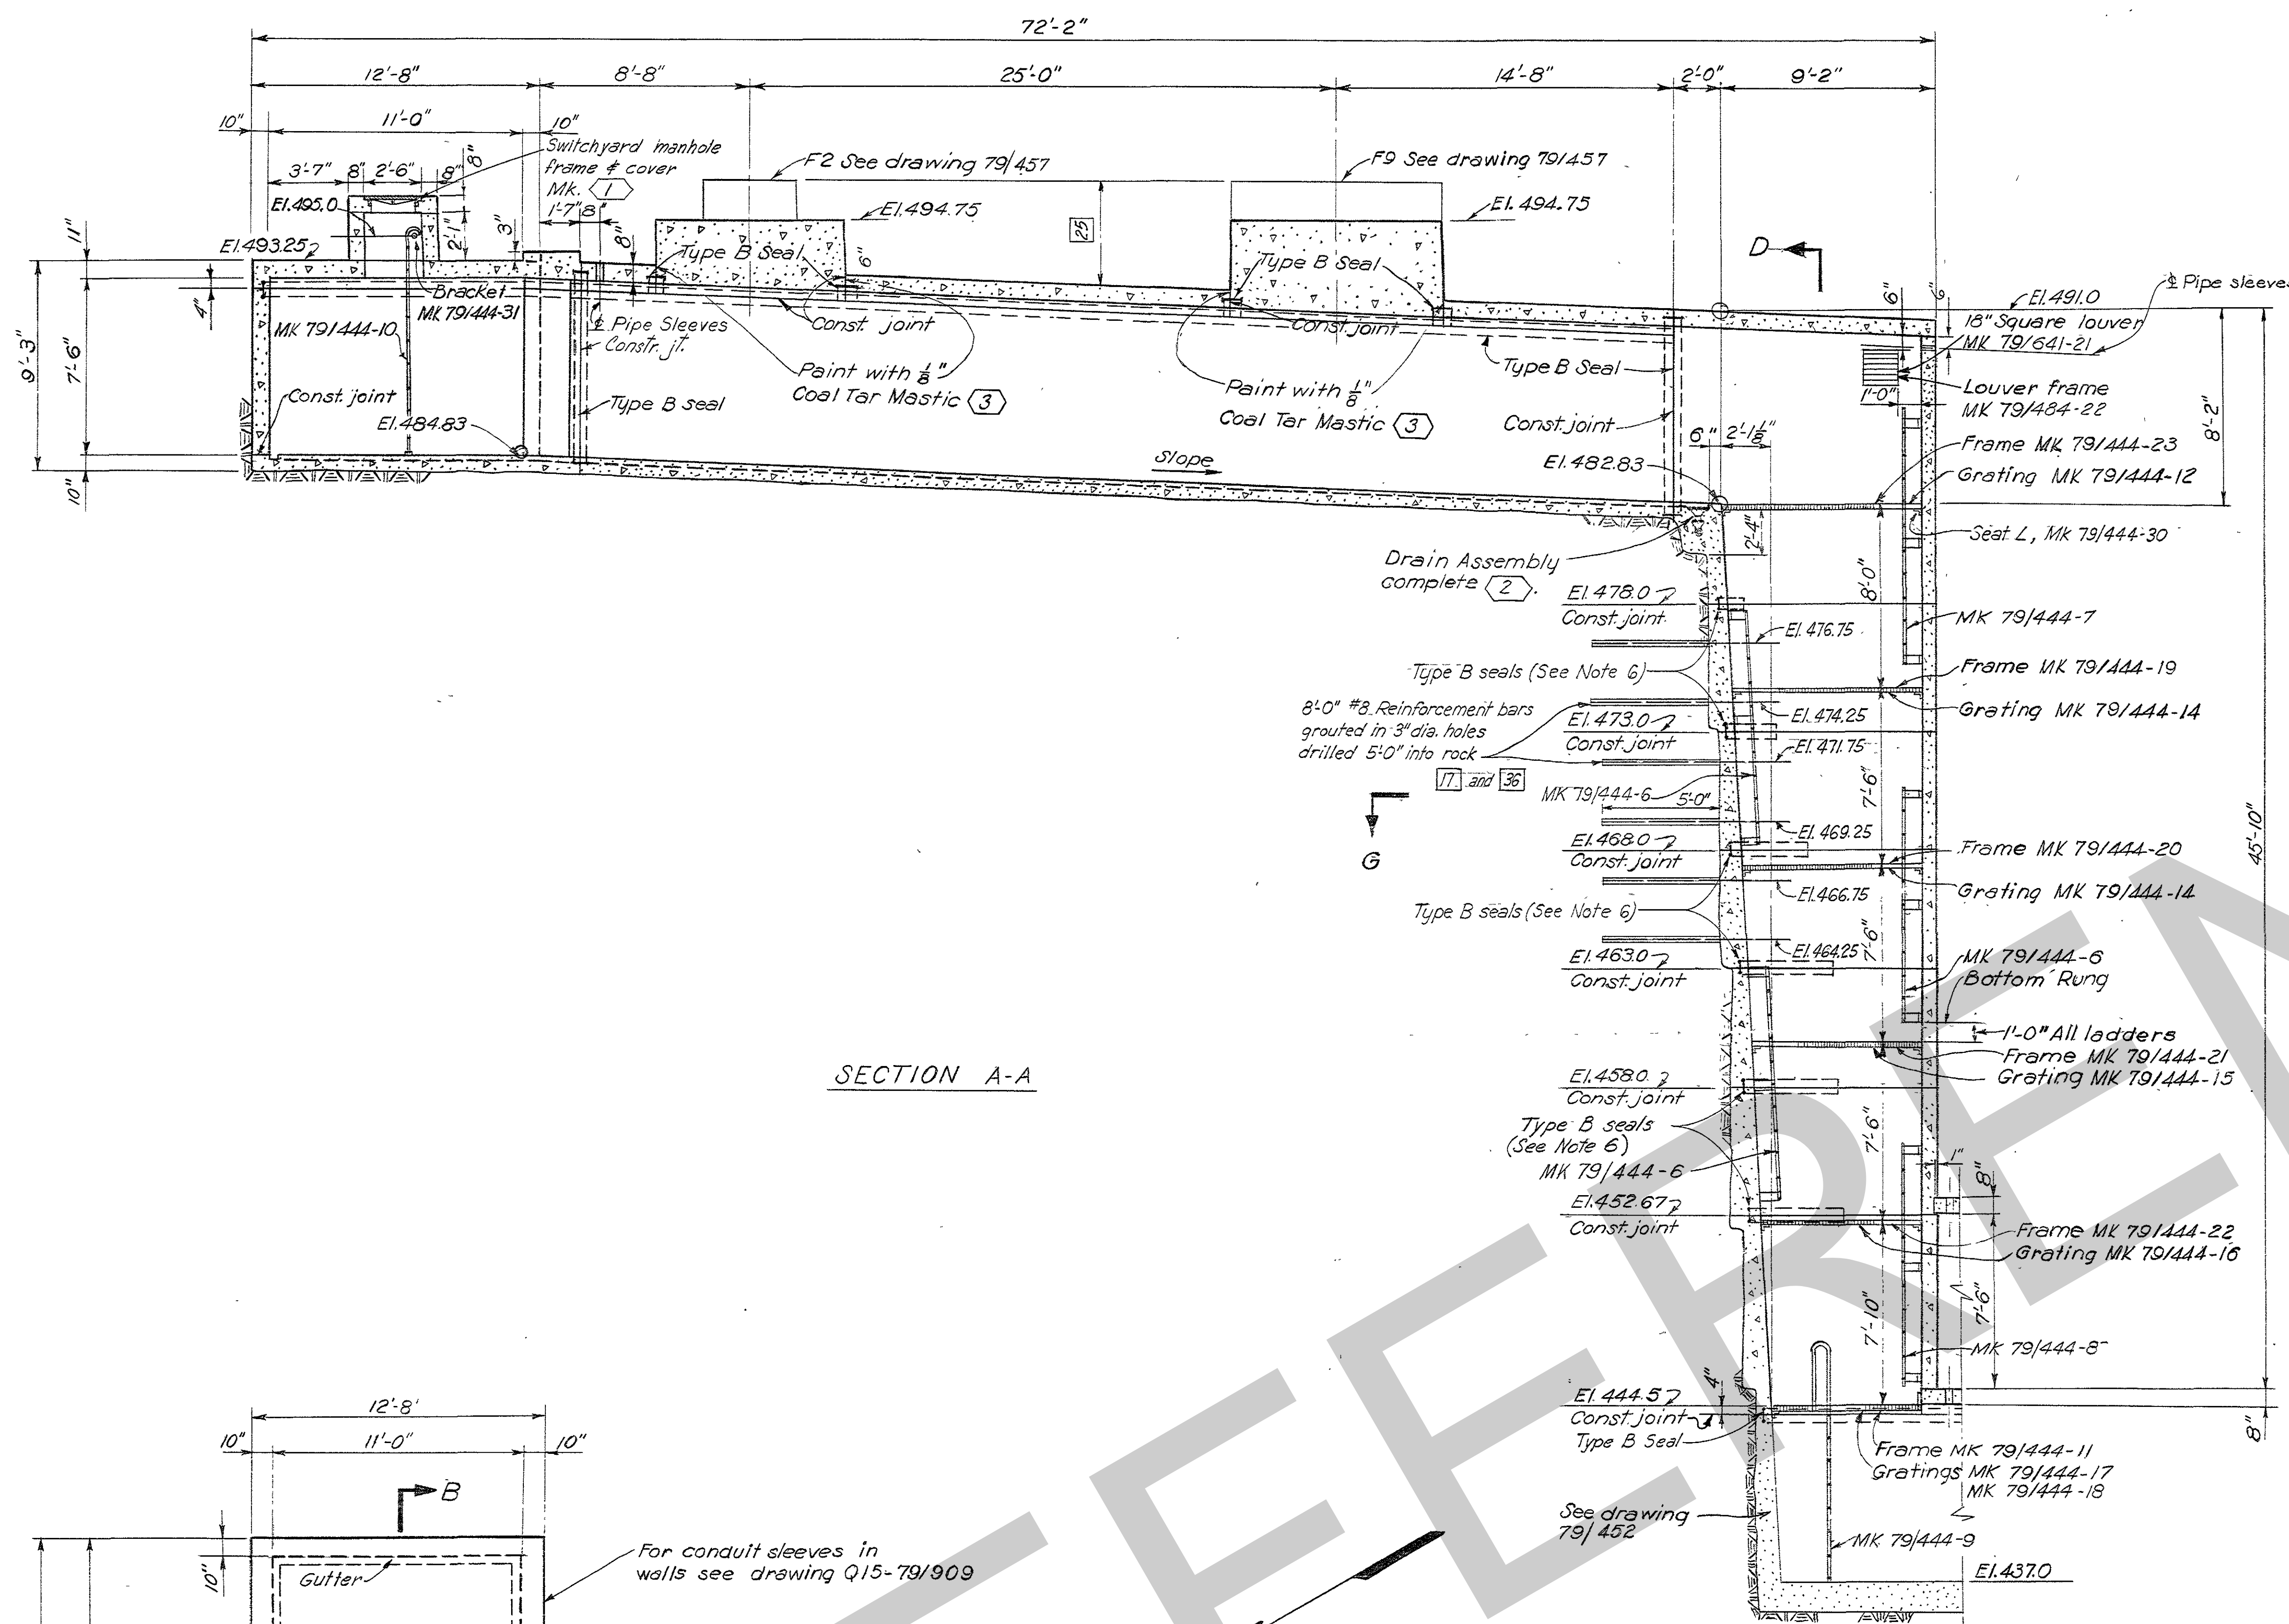 72'-2"
12'-8"
8'-8"
25'-0"
14'-8"
2'-0"
9'-2"
10"
11'-0"
10"
Switchyard manhole
frame & cover
Mk. 1
3'-7"
8"
2'-6"
8"
8"
El.495.0
1'-7"
8"
F2 See drawing 79/457
El.494.75
F9 See drawing 79/457
El. 494.75
25
D
El.493.25
11"
2'-1"
3"
8"
Type B Seal
6"
Type B Seal
4"
Bracket
MK 79/444-31
MK 79/444-10
℄ Pipe Sleeves
Constr. jt.
Const. joint
Const. joint
Type B Seal
Paint with 1/8"
Coal Tar Mastic 3
Paint with 1/8"
Coal Tar Mastic 3
9'-3"
7'-6"
Const. joint
El.484.83
Type B seal
10"
Slope
Const. joint
6"
2'-1 1/8"
El.482.83
6"
6"
El.491.0
℄ Pipe sleeves
18" Square louver
MK 79/641-21
Louver frame
MK 79/484-22
1'-0"
8'-2"
Frame MK 79/444-23
Grating MK 79/444-12
Seat L, MK 79/444-30
2'-4"
Drain Assembly
complete 2.
8'-0"
El.478.0
Const. joint
El.476.75
MK 79/444-7
Type B seals (See Note 6)
Frame MK 79/444-19
Grating MK 79/444-14
8'-0" #8 Reinforcement bars
grouted in 3" dia. holes
drilled 5'-0" into rock
17 and 36
El.473.0
Const. joint
El.474.25
El.471.75
MK 79/444-6
5'-0"
7'-6"
G
El.469.25
El.468.0
Const. joint
Frame MK 79/444-20
Grating MK 79/444-14
45'-10"
El.466.75
Type B seals (See Note 6)
El.464.25
7'-6"
El.463.0
Const. joint
MK 79/444-6
Bottom Rung
1'-0" All ladders
Frame MK 79/444-21
Grating MK 79/444-15
SECTION A-A
El.458.0
Const. joint
Type B seals
(See Note 6)
MK 79/444-6
7'-6"
1"
8"
El.452.67
Const. joint
Frame MK 79/444-22
Grating MK 79/444-16
7'-10"
7'-6"
MK 79/444-8
4"
El.444.5
Const. joint
Type B Seal
8"
Frame MK 79/444-11
Gratings MK 79/444-17
MK 79/444-18
See drawing
79/452
MK 79/444-9
El.437.0
12'-8'
10"
11'-0"
10"
B
10"
Gutter
For conduit sleeves in
walls see drawing Q15-79/909
EEREN